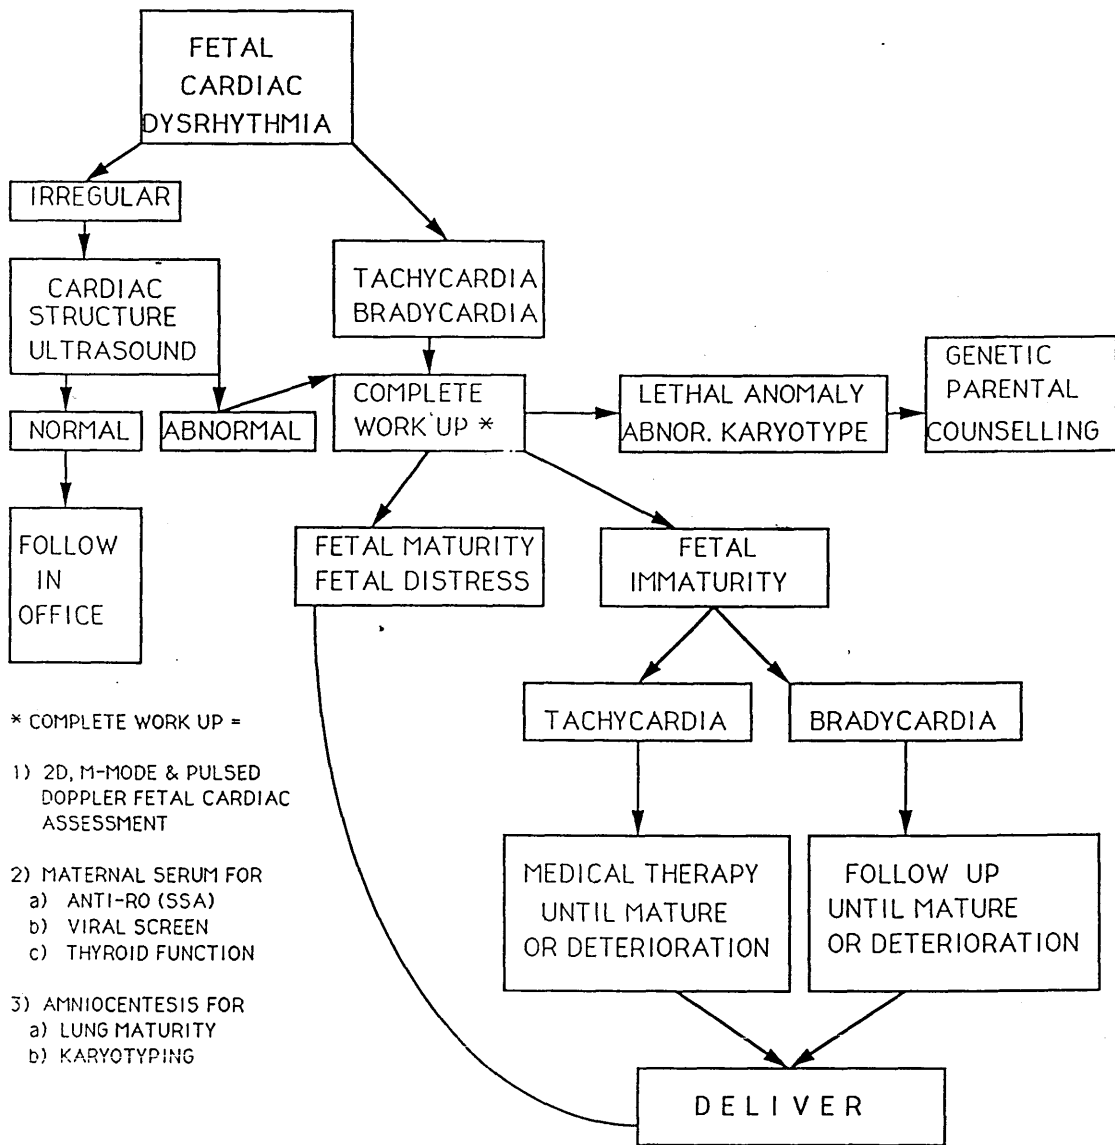 FETAL
CARDIAC
DYSRHYTHMIA
IRREGULAR
CARDIAC
STRUCTURE
ULTRASOUND
NORMAL
ABNORMAL
FOLLOW
IN
OFFICE
TACHYCARDIA
BRADYCARDIA
COMPLETE
WORK UP *
LETHAL ANOMALY
ABNOR. KARYOTYPE
GENETIC
PARENTAL
COUNSELLING
FETAL MATURITY
FETAL DISTRESS
FETAL
IMMATURITY
TACHYCARDIA
BRADYCARDIA
MEDICAL THERAPY
UNTIL MATURE
OR DETERIORATION
FOLLOW UP
UNTIL MATURE
OR DETERIORATION
DELIVER
* COMPLETE WORK UP =
1) 2D, M-MODE & PULSED
DOPPLER FETAL CARDIAC
ASSESSMENT
2) MATERNAL SERUM FOR
a) ANTI-RO (SSA)
b) VIRAL SCREEN
c) THYROID FUNCTION
3) AMNIOCENTESIS FOR
a) LUNG MATURITY
b) KARYOTYPING